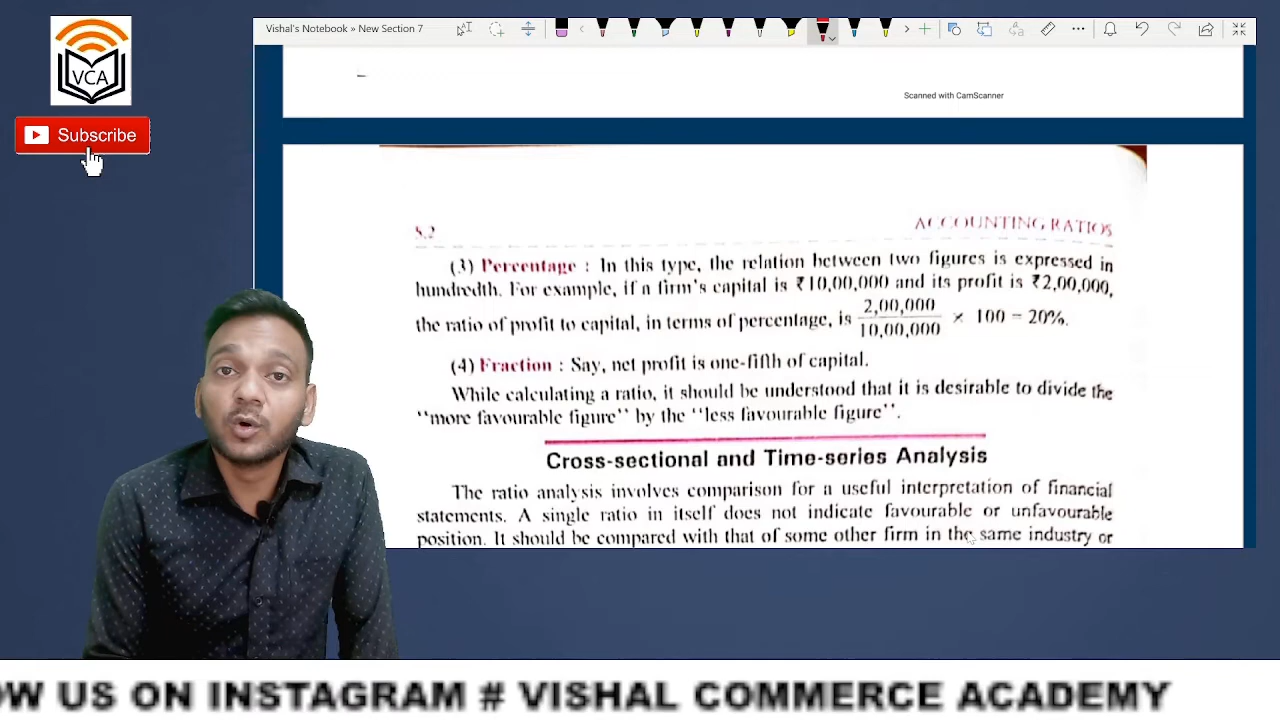 VCA
Subscribe
Vishal's Notebook » New Section 7
Scanned with CamScanner
8.2
ACCOUNTING RATIOS
(3) Percentage : In this type, the relation between two figures is expressed in
hundredth. For example, if a firm's capital is ₹10,00,000 and its profit is ₹2,00,000,
the ratio of profit to capital, in terms of percentage, is 2,00,000/10,00,000 × 100 = 20%.
(4) Fraction : Say, net profit is one-fifth of capital.
While calculating a ratio, it should be understood that it is desirable to divide the
"more favourable figure" by the "less favourable figure".
Cross-sectional and Time-series Analysis
The ratio analysis involves comparison for a useful interpretation of financial
statements. A single ratio in itself does not indicate favourable or unfavourable
position. It should be compared with that of some other firm in the same industry or
OW US ON INSTAGRAM # VISHAL COMMERCE ACADEMY